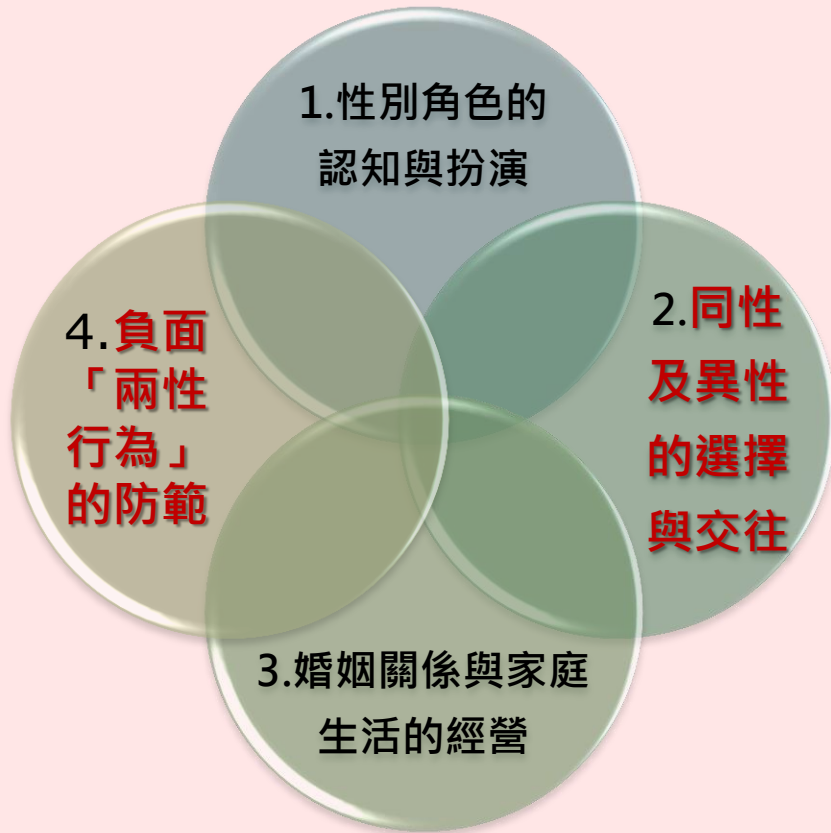 1.性別角色的
認知與扮演
2.同性
及異性
的選擇
與交往
3.婚姻關係與家庭
生活的經營
4.負面
「兩性
行為」
的防範